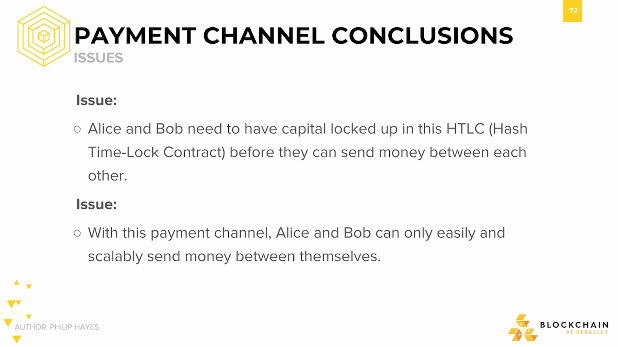 72
PAYMENT CHANNEL CONCLUSIONS
ISSUES
Issue:
○ Alice and Bob need to have capital locked up in this HTLC (Hash
Time-Lock Contract) before they can send money between each
other.
Issue:
○ With this payment channel, Alice and Bob can only easily and
scalably send money between themselves.
AUTHOR: PHILIP HAYES
BLOCKCHAIN
AT BERKELEY